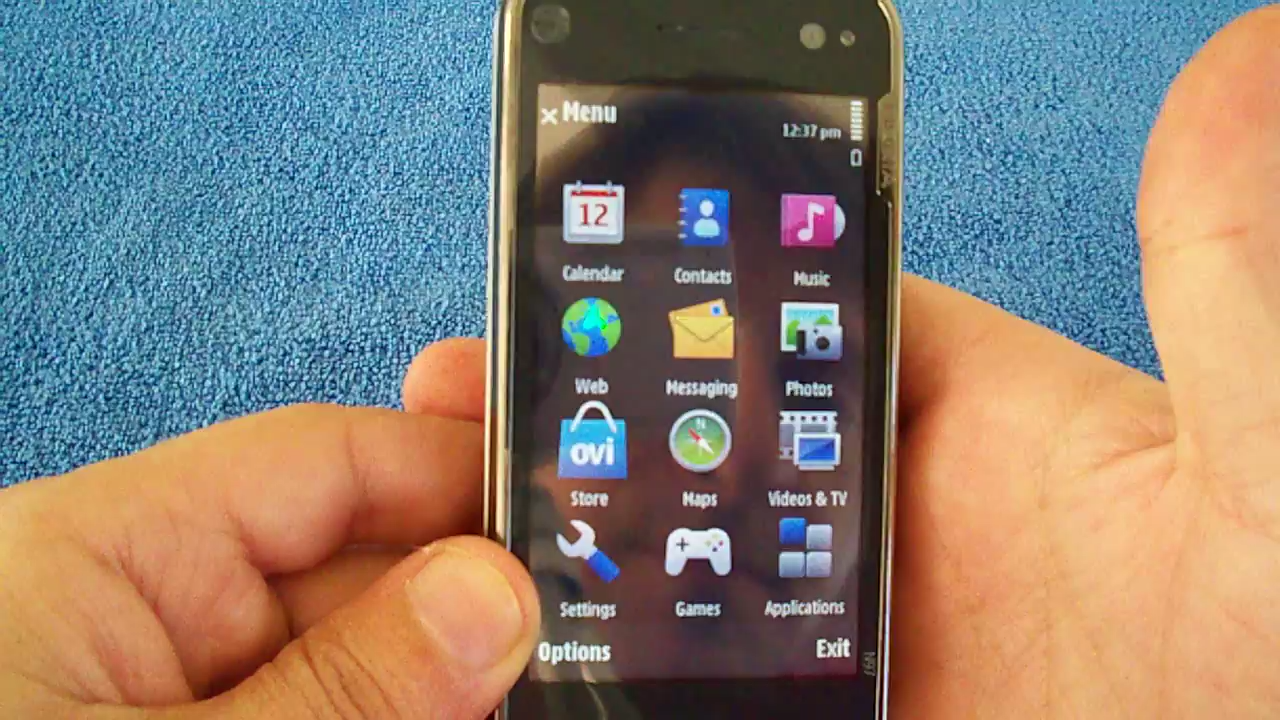 Menu
12:37 pm
12
Calendar Contacts Music
Web Messaging Photos
ovi
N
Store Maps Videos & TV
Settings Games Applications
Options Exit